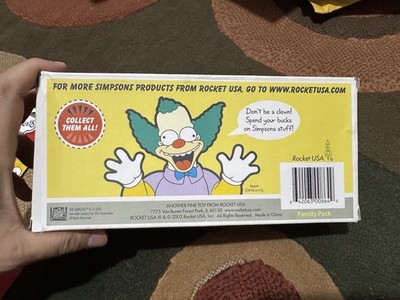 FOR MORE SIMPSONS PRODUCTS FROM ROCKET USA, GO TO WWW.ROCKETUSA.COM
COLLECT
THEM ALL!
Don't be a clown!
Spend your bucks
on Simpsons stuff!
Rocket USA
ANOTHER FINE TOY FROM ROCKET USA
7775 Van Buren Forest Park, IL 60130 www.rocketusa.com
ROCKET USA ® & © 2002 Rocket USA, Inc. All Rights Reserved. Made in China
Family Pack